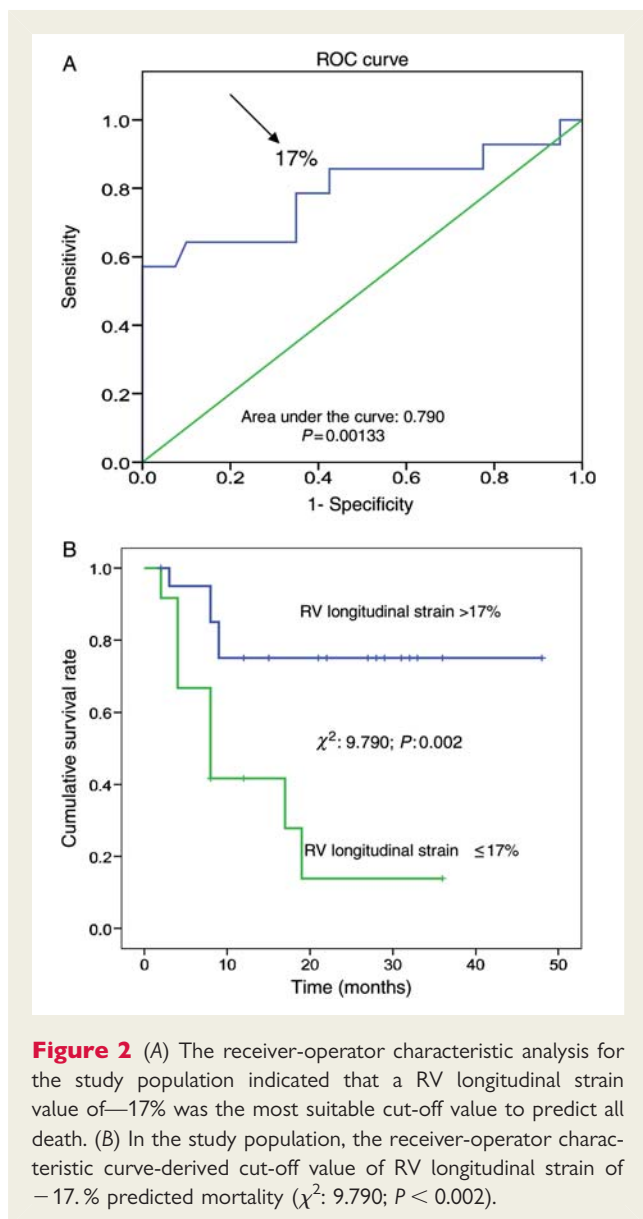 A
ROC curve
1.0
0.8
0.6
0.4
0.2
0.0
Sensitivity
17%
Area under the curve: 0.790
P=0.00133
0.0 0.2 0.4 0.6 0.8 1.0
1- Specificity
B
1.0
0.8
0.6
0.4
0.2
0.0
Cumulative survival rate
RV longitudinal strain >17%
χ²: 9.790; P:0.002
RV longitudinal strain ≤17%
0 10 20 30 40 50
Time (months)
Figure 2 (A) The receiver-operator characteristic analysis for
the study population indicated that a RV longitudinal strain
value of—17% was the most suitable cut-off value to predict all
death. (B) In the study population, the receiver-operator charac-
teristic curve-derived cut-off value of RV longitudinal strain of
−17. % predicted mortality (χ²: 9.790; P < 0.002).